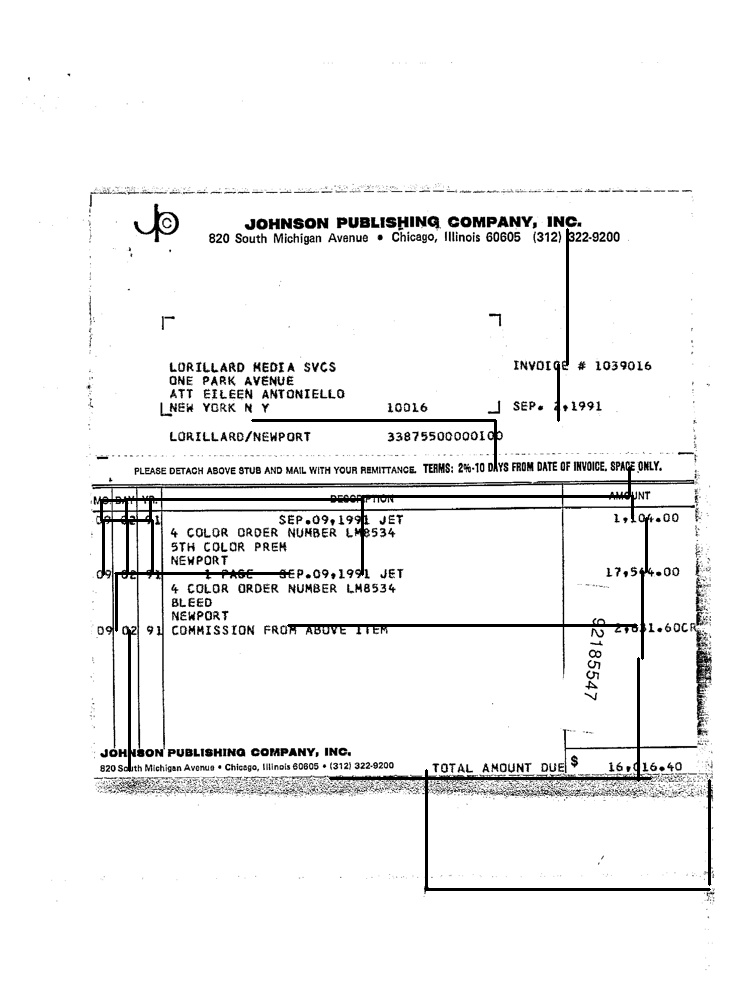 JPC
JOHNSON PUBLISHING COMPANY, INC.
820 South Michigan Avenue • Chicago, Illinois 60605 (312) 322-9200
LORILLARD MEDIA SVCS
INVOICE # 1039016
ONE PARK AVENUE
ATT EILEEN ANTONIELLO
NEW YORK N Y 10016
SEP. 2,1991
LORILLARD/NEWPORT 33875500000100
PLEASE DETACH ABOVE STUB AND MAIL WITH YOUR REMITTANCE. TERMS: 2%-10 DAYS FROM DATE OF INVOICE. SPACE ONLY.
MO. DAY YR. DESCRIPTION AMOUNT
09 02 91 SEP.09,1991 JET 1,104.00
4 COLOR ORDER NUMBER LM8534
5TH COLOR PREM
NEWPORT
09 02 91 1 PAGE SEP.09,1991 JET 17,544.00
4 COLOR ORDER NUMBER LM8534
BLEED
NEWPORT
09 02 91 COMMISSION FROM ABOVE ITEM 2,631.60CR
92185547
JOHNSON PUBLISHING COMPANY, INC.
820 South Michigan Avenue • Chicago, Illinois 60605 • (312) 322-9200
TOTAL AMOUNT DUE $ 16,016.40